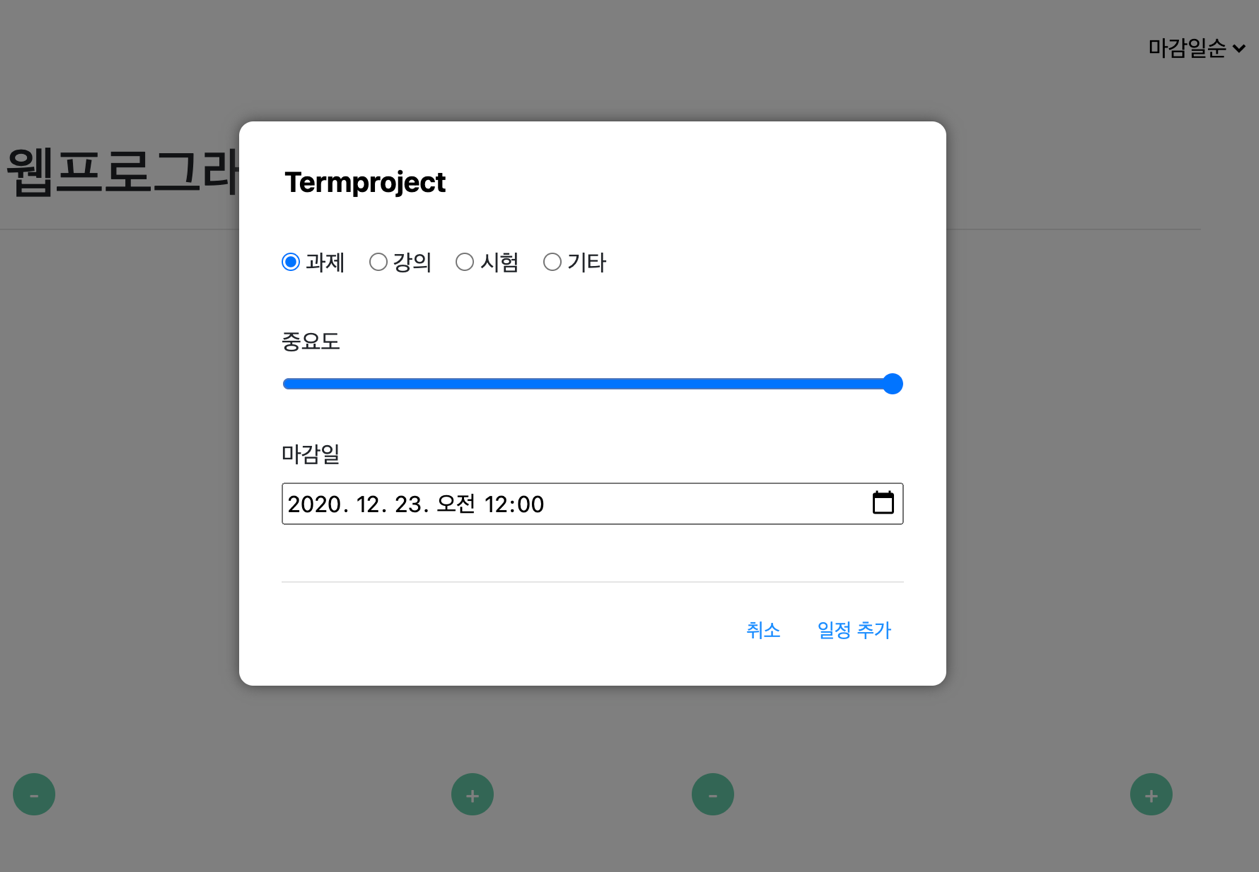 마감일순
웹프로그래
Termproject
과제 강의 시험 기타
중요도
마감일
2020. 12. 23. 오전 12:00
취소 일정 추가
- + - +